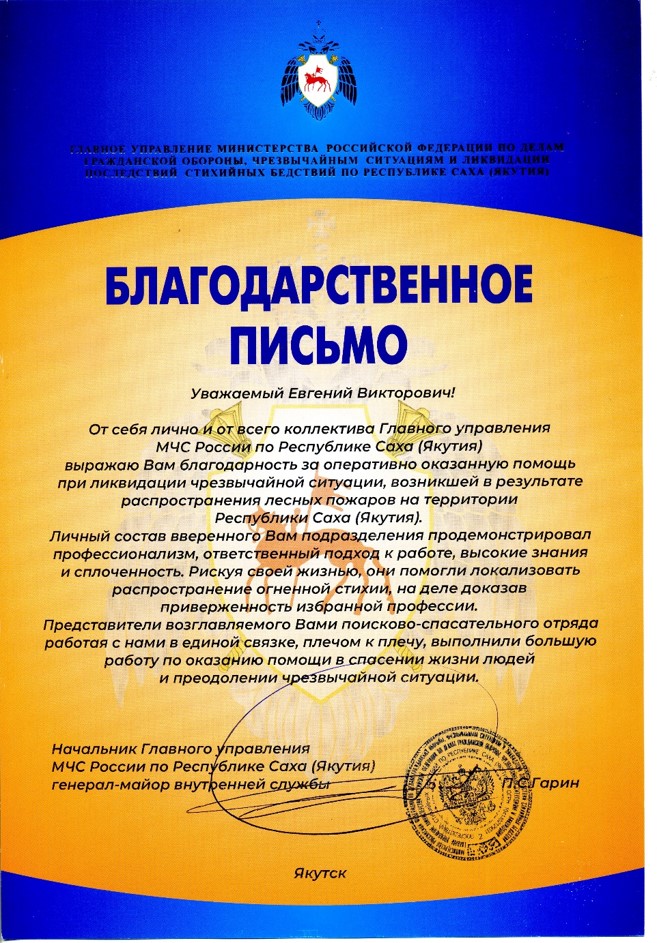 ГЛАВНОЕ УПРАВЛЕНИЕ МИНИСТЕРСТВА РОССИЙСКОЙ ФЕДЕРАЦИИ ПО ДЕЛАМ
ГРАЖДАНСКОЙ ОБОРОНЫ, ЧРЕЗВЫЧАЙНЫМ СИТУАЦИЯМ И ЛИКВИДАЦИИ
ПОСЛЕДСТВИЙ СТИХИЙНЫХ БЕДСТВИЙ ПО РЕСПУБЛИКЕ САХА (ЯКУТИЯ)
БЛАГОДАРСТВЕННОЕ
ПИСЬМО
Уважаемый Евгений Викторович!
От себя лично и от всего коллектива Главного управления
МЧС России по Республике Саха (Якутия)
выражаю Вам благодарность за оперативно оказанную помощь
при ликвидации чрезвычайной ситуации, возникшей в результате
распространения лесных пожаров на территории
Республики Саха (Якутия).
Личный состав вверенного Вам подразделения продемонстрировал
профессионализм, ответственный подход к работе, высокие знания
и сплоченность. Рискуя своей жизнью, они помогли локализовать
распространение огненной стихии, на деле доказав
приверженность избранной профессии.
Представители возглавляемого Вами поисково-спасательного отряда
работая с нами в единой связке, плечом к плечу, выполнили большую
работу по оказанию помощи в спасении жизни людей
и преодолении чрезвычайной ситуации.
Начальник Главного управления
МЧС России по Республике Саха (Якутия)
генерал-майор внутренней службы П.С.Гарин
Якутск